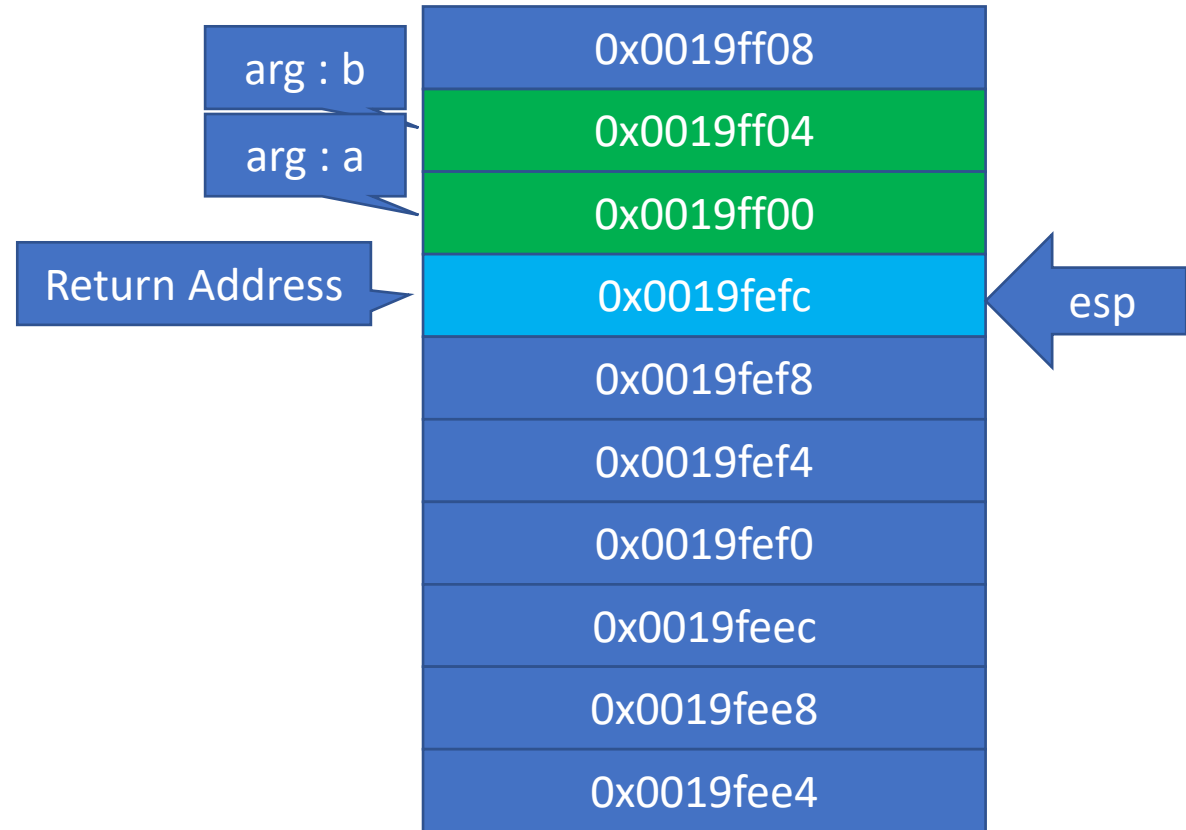 0x0019ff08
arg : b
0x0019ff04
arg : a
0x0019ff00
Return Address
0x0019fefc
esp
0x0019fef8
0x0019fef4
0x0019fef0
0x0019feec
0x0019fee8
0x0019fee4